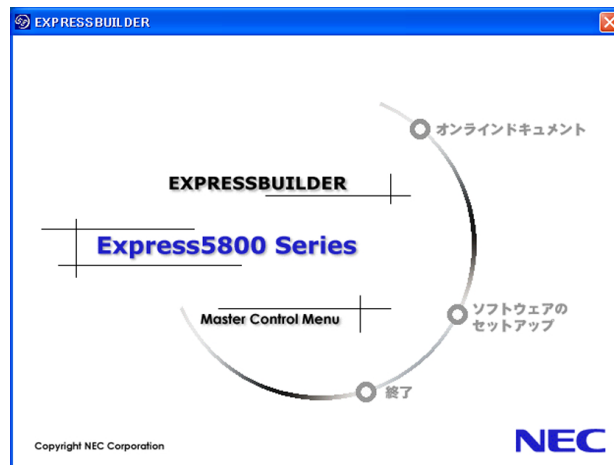 EXPRESSBUILDER
オンラインドキュメント
EXPRESSBUILDER
Express5800 Series
ソフトウェアの
セットアップ
Master Control Menu
終了
Copyright NEC Corporation
NEC